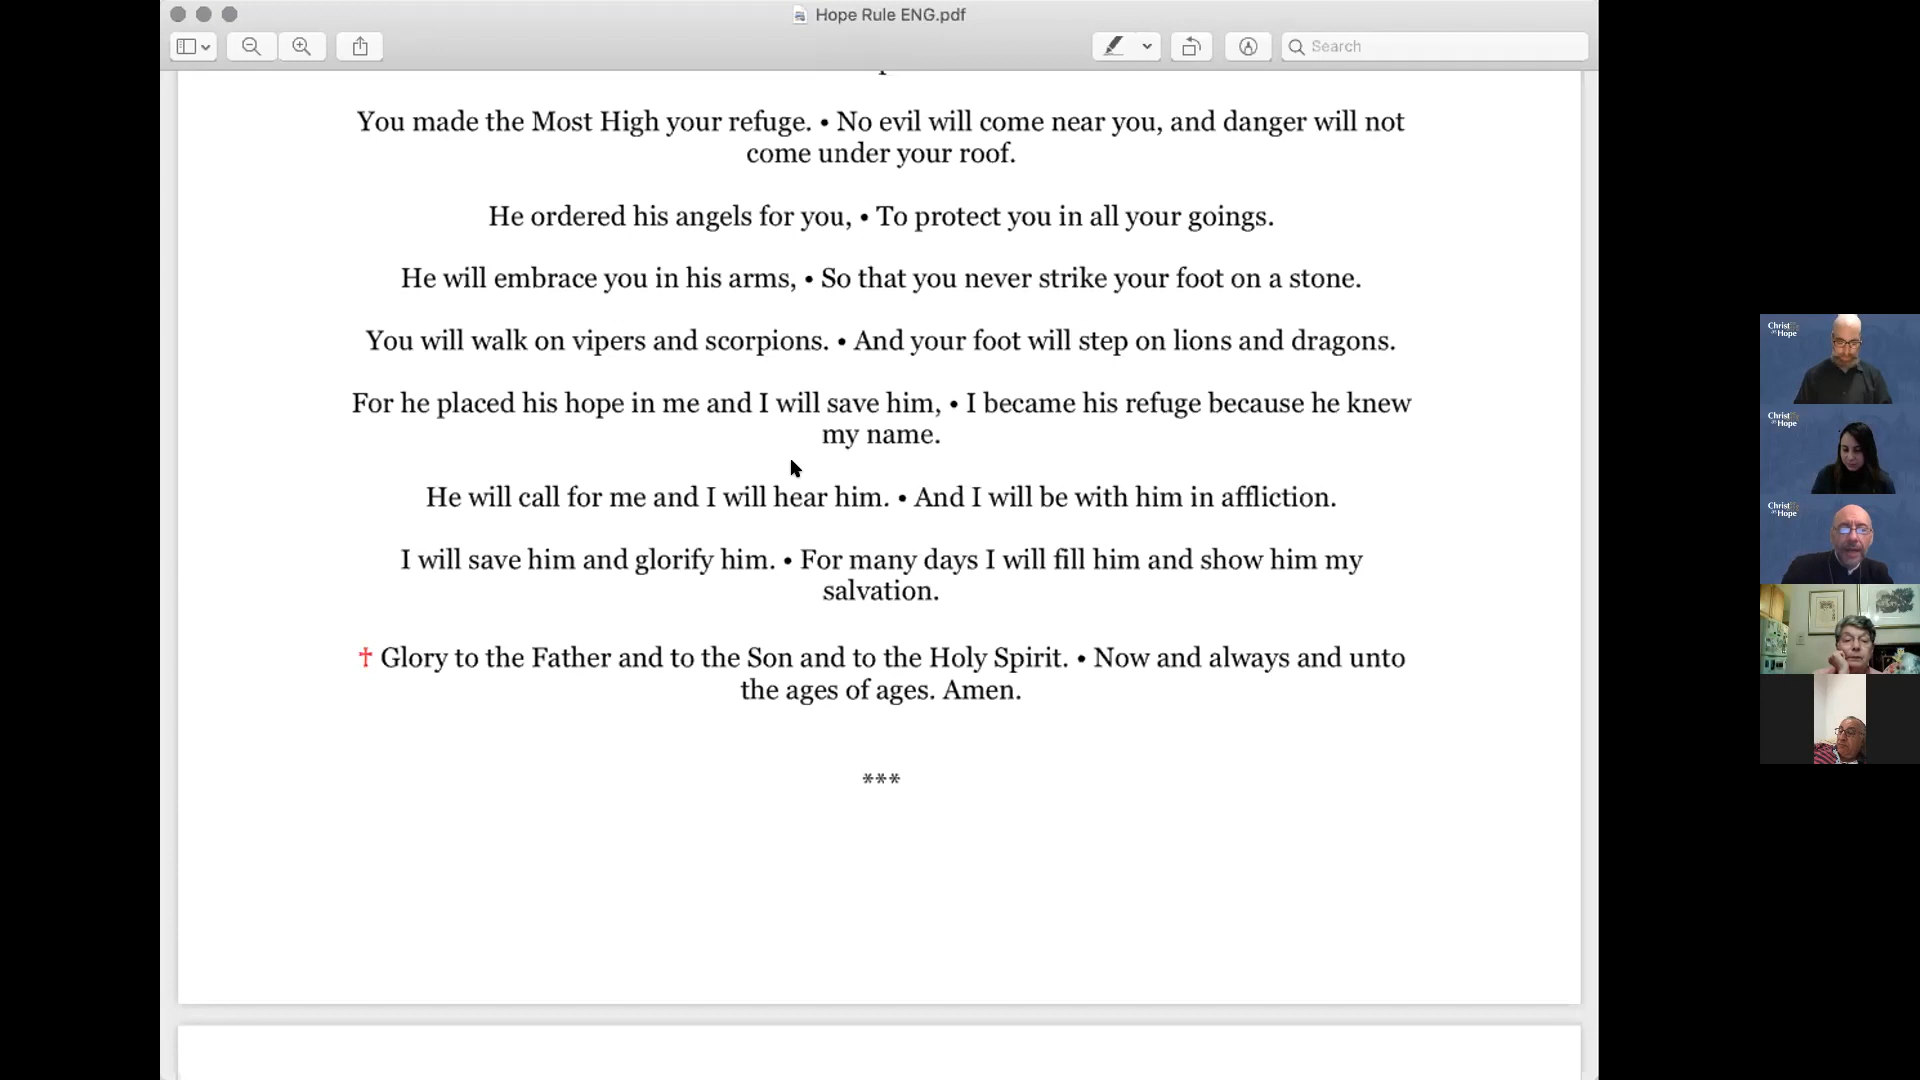 Hope Rule ENG.pdf
Search
You made the Most High your refuge. • No evil will come near you, and danger will not
come under your roof.
He ordered his angels for you, • To protect you in all your goings.
He will embrace you in his arms, • So that you never strike your foot on a stone.
You will walk on vipers and scorpions. • And your foot will step on lions and dragons.
For he placed his hope in me and I will save him, • I became his refuge because he knew
my name.
He will call for me and I will hear him. • And I will be with him in affliction.
I will save him and glorify him. • For many days I will fill him and show him my
salvation.
† Glory to the Father and to the Son and to the Holy Spirit. • Now and always and unto
the ages of ages. Amen.
***
Christ
Hope
Christ
Hope
Christ
Hope